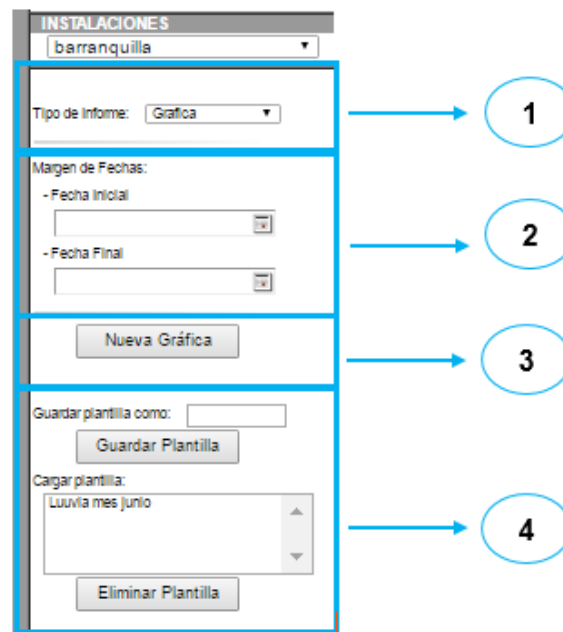 INSTALACIONES
barranquilla
Tipo de Informe: Grafica
1
Margen de Fechas:
- Fecha Inicial
2
- Fecha Final
Nueva Gráfica
3
Guardar plantilla como:
Guardar Plantilla
Cargar plantilla:
Luuvia mes junio
4
Eliminar Plantilla